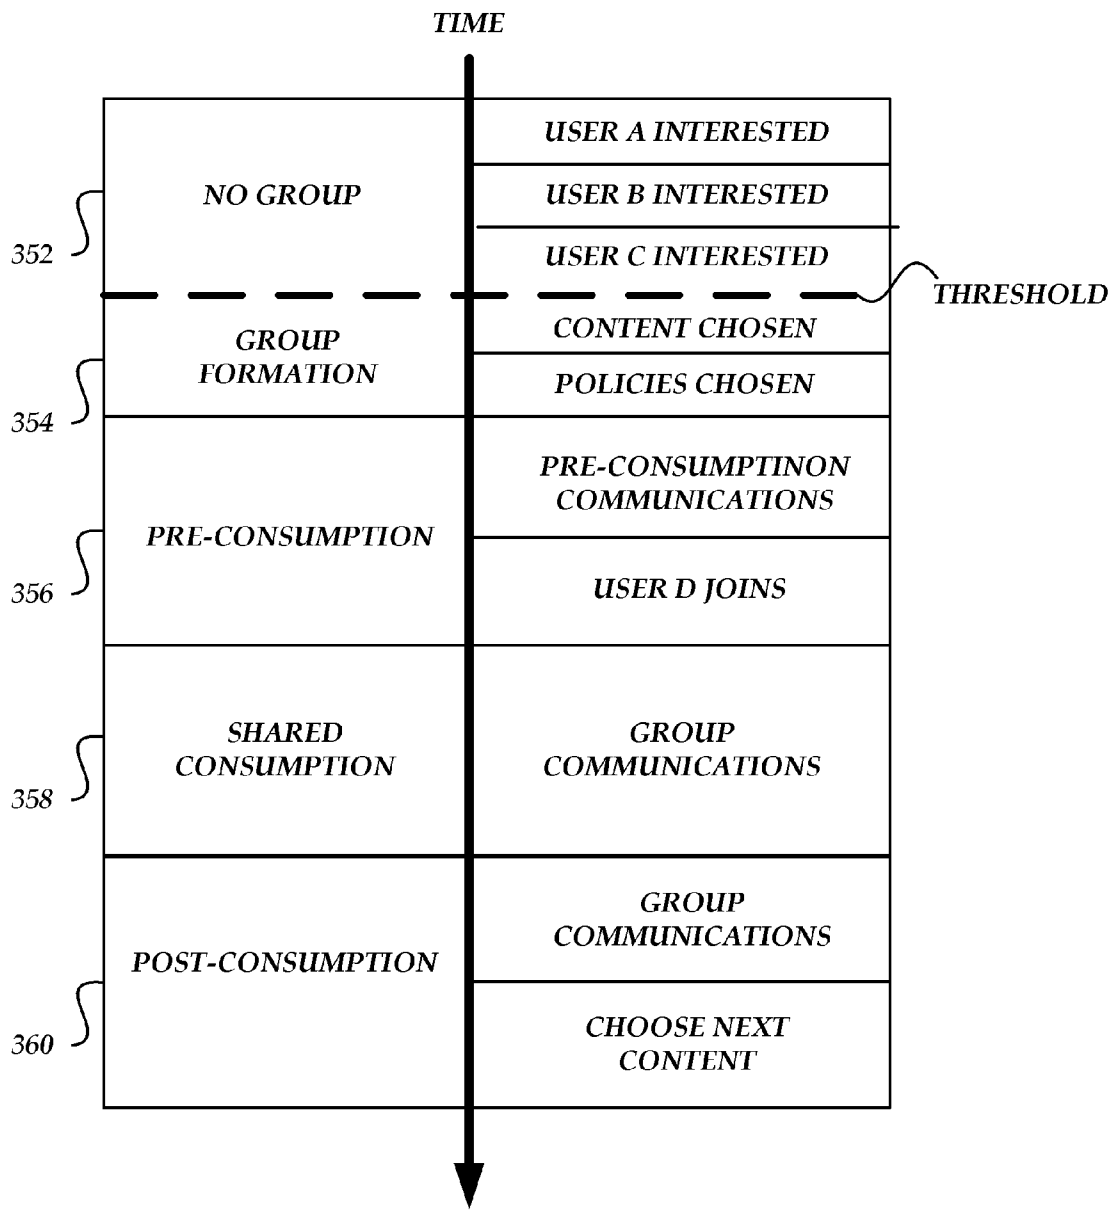 TIME
USER A INTERESTED
NO GROUP
USER B INTERESTED
352
USER C INTERESTED
THRESHOLD
GROUP
FORMATION
CONTENT CHOSEN
354
POLICIES CHOSEN
PRE-CONSUMPTION
PRE-CONSUMPTINON
COMMUNICATIONS
356
USER D JOINS
SHARED
CONSUMPTION
GROUP
COMMUNICATIONS
358
POST-CONSUMPTION
GROUP
COMMUNICATIONS
360
CHOOSE NEXT
CONTENT